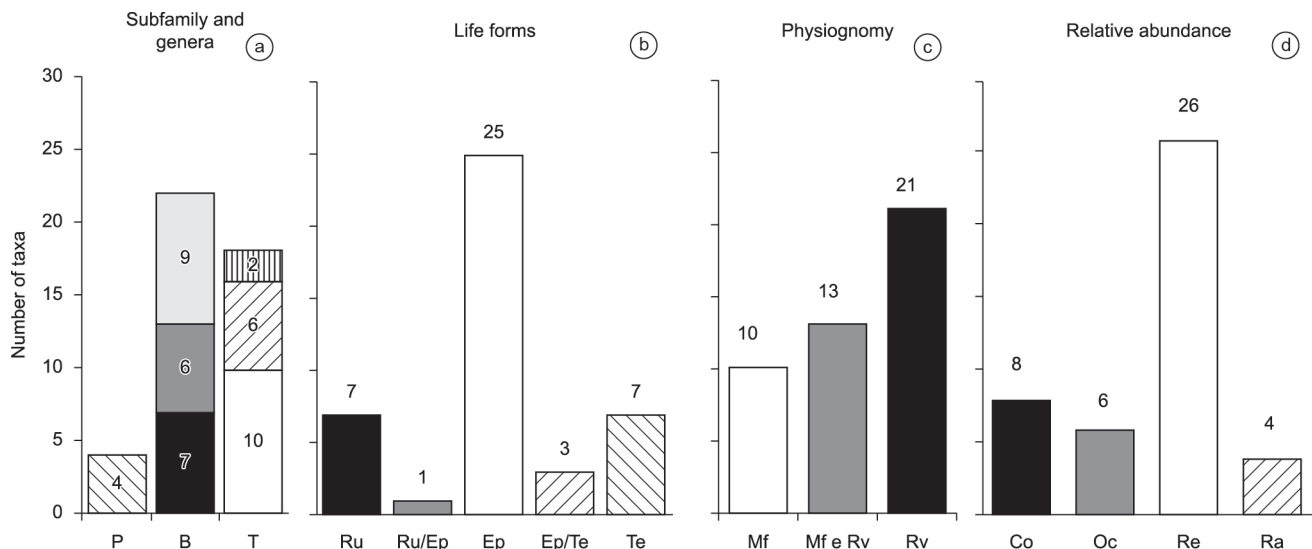 Subfamily and
genera
a
Life forms
b
Physiognomy
c
Relative abundance
d
Number of taxa
30
25
20
15
10
5
0
4
9
6
7
2
6
10
P B T
7
1
25
3
7
Ru Ru/Ep Ep Ep/Te Te
10
13
21
Mf Mf e Rv Rv
8
6
26
4
Co Oc Re Ra